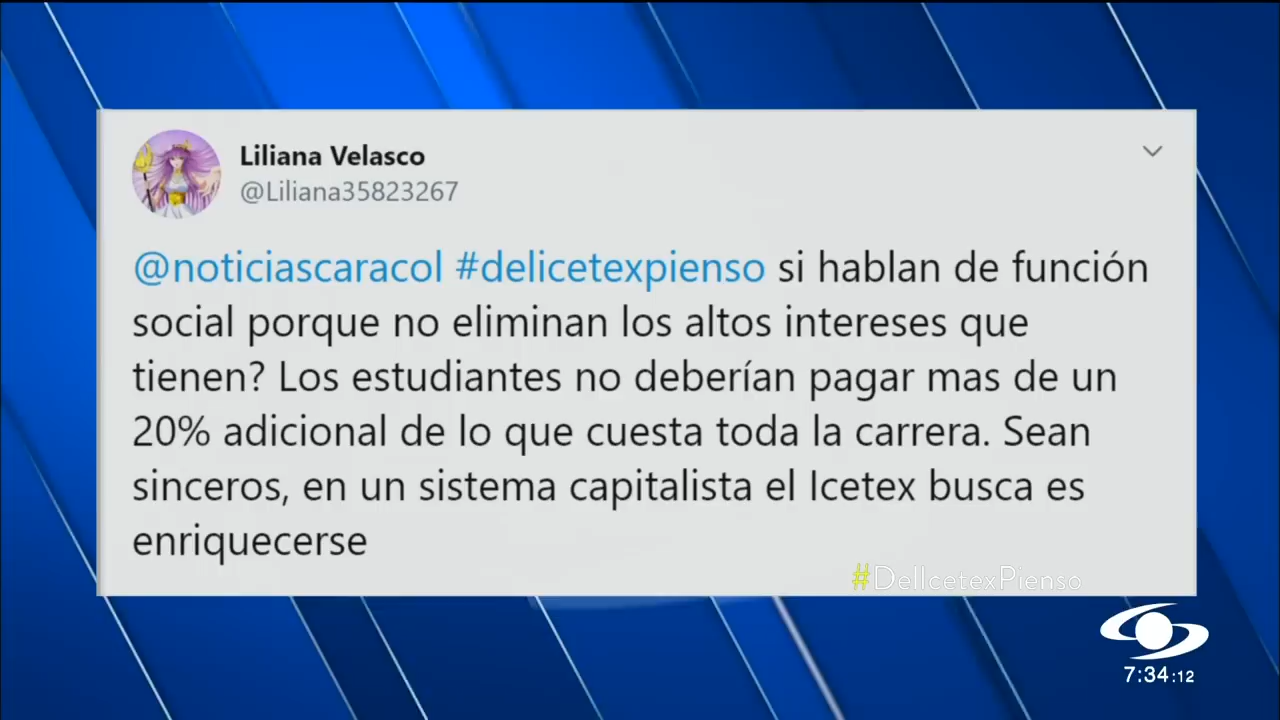 Liliana Velasco
@Liliana35823267
@noticiascaracol #delicetexpienso si hablan de función
social porque no eliminan los altos intereses que
tienen? Los estudiantes no deberían pagar mas de un
20% adicional de lo que cuesta toda la carrera. Sean
sinceros, en un sistema capitalista el Icetex busca es
enriquecerse
#DelIcetexPienso
7:34:12